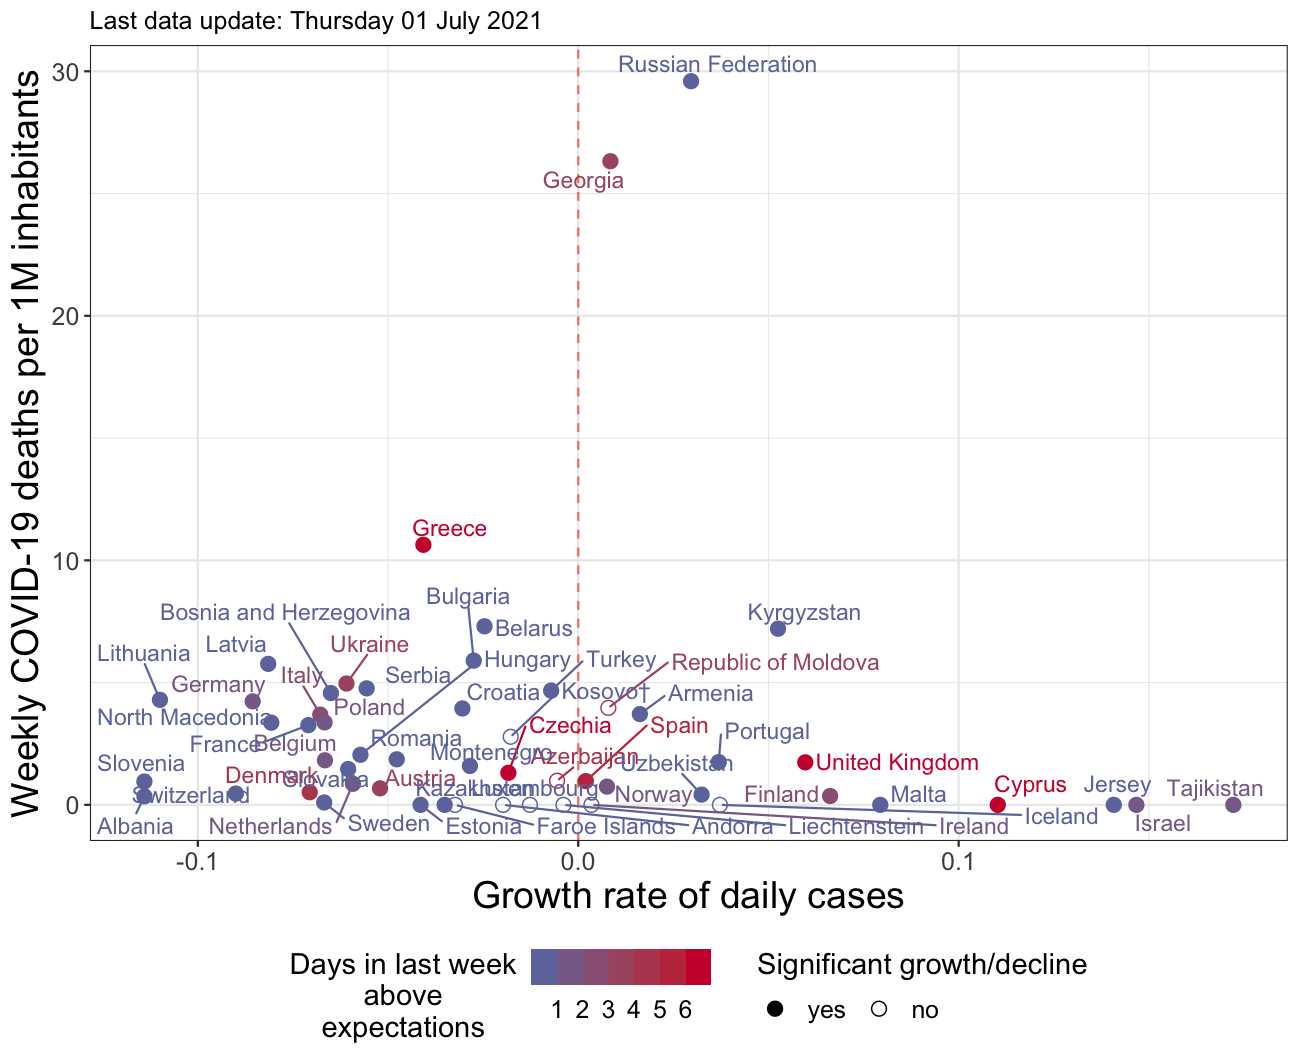 Last data update: Thursday 01 July 2021
Weekly COVID-19 deaths per 1M inhabitants
30
20
10
0
Russian Federation
Georgia
Greece
Bulgaria
Bosnia and Herzegovina
Kyrgyzstan
Belarus
Latvia
Ukraine
Lithuania
Hungary
Turkey
Republic of Moldova
Italy
Serbia
Germany
Croatia
Kosovo†
Armenia
Poland
North Macedonia
Czechia
Spain
Portugal
France
Belgium
Romania
Montenegro
Azerbaijan
Slovenia
Uzbekistan
United Kingdom
Denmark
Slovakia
Austria
Cyprus
Jersey
Tajikistan
Switzerland
Kazakhstan
Luxembourg
Norway
Finland
Malta
Iceland
Albania
Netherlands
Sweden
Estonia
Faroe Islands
Andorra
Liechtenstein
Ireland
Israel
-0.1
0.0
0.1
Growth rate of daily cases
Days in last week
above
expectations
1 2 3 4 5 6
Significant growth/decline
yes
no